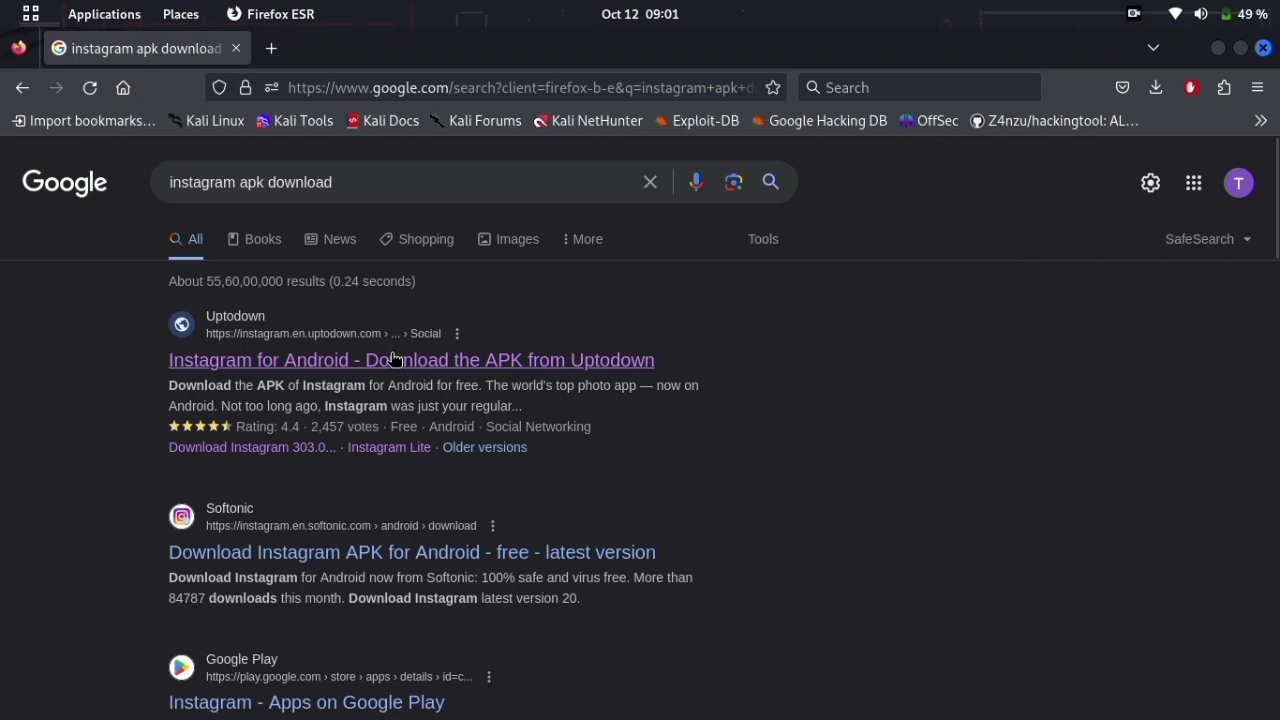 Applications Places Firefox ESR Oct 12 09:01 49 %
instagram apk download
https://www.google.com/search?client=firefox-b-e&q=instagram+apk+d Search
Import bookmarks... Kali Linux Kali Tools Kali Docs Kali Forums Kali NetHunter Exploit-DB Google Hacking DB OffSec Z4nzu/hackingtool: AL...
Google instagram apk download T
All Books News Shopping Images More Tools SafeSearch
About 55,60,00,000 results (0.24 seconds)
Uptodown
https://instagram.en.uptodown.com › ... › Social
Instagram for Android - Download the APK from Uptodown
Download the APK of Instagram for Android for free. The world's top photo app — now on
Android. Not too long ago, Instagram was just your regular...
Rating: 4.4 · 2,457 votes · Free · Android · Social Networking
Download Instagram 303.0... · Instagram Lite · Older versions
Softonic
https://instagram.en.softonic.com › android › download
Download Instagram APK for Android - free - latest version
Download Instagram for Android now from Softonic: 100% safe and virus free. More than
84787 downloads this month. Download Instagram latest version 20.
Google Play
https://play.google.com › store › apps › details › id=c...
Instagram - Apps on Google Play